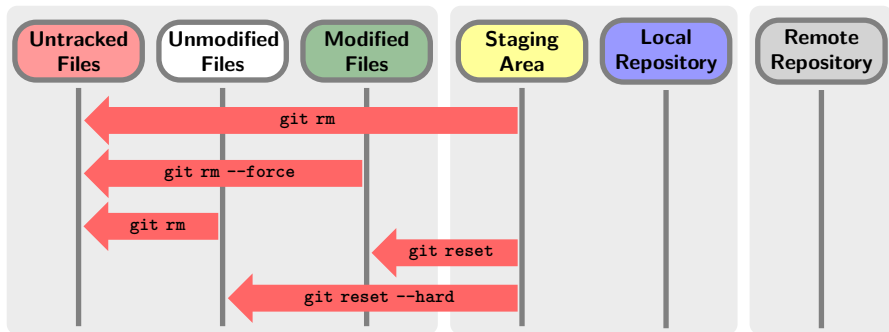 Untracked
Files
Unmodified
Files
Modified
Files
Staging
Area
Local
Repository
Remote
Repository
git rm
git rm --force
git rm
git reset
git reset --hard